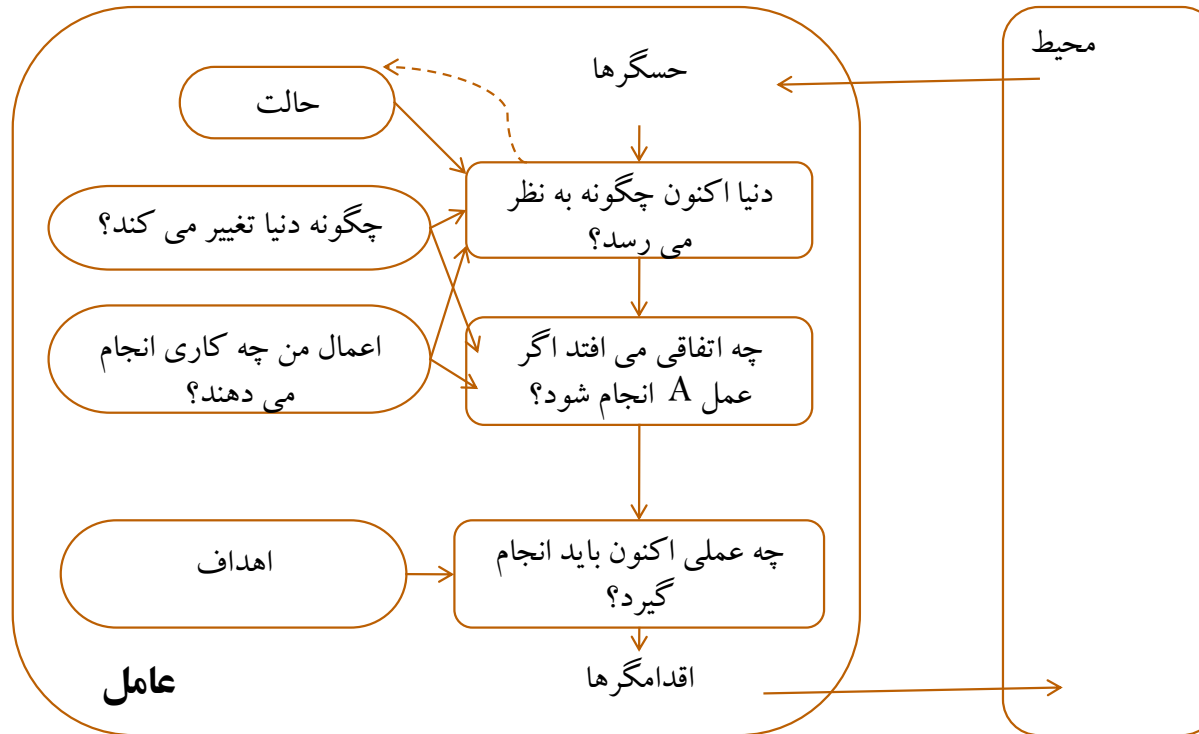 محیط
حسگرها
حالت
دنیا اکنون چگونه به نظر
می رسد؟
چگونه دنیا تغییر می کند؟
چه اتفاقی می افتد اگر
عمل A انجام شود؟
اعمال من چه کاری انجام
می دهند؟
چه عملی اکنون باید انجام
گیرد؟
اهداف
اقدامگرها
عامل